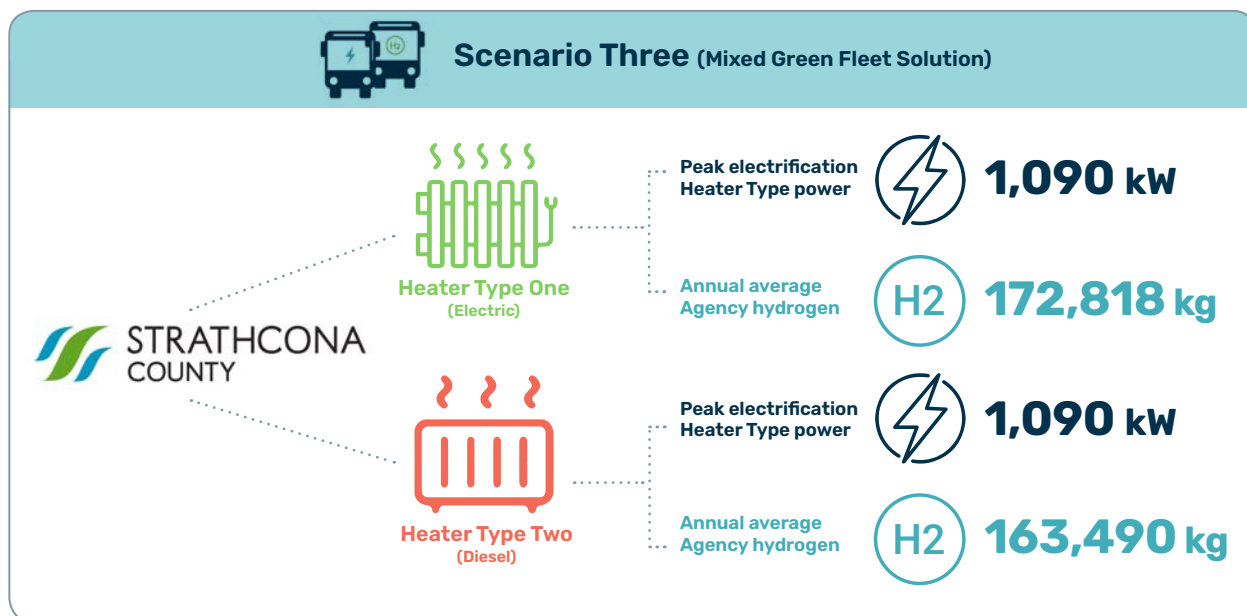 H2
Scenario Three (Mixed Green Fleet Solution)
Peak electrification
Heater Type power
1,090 kW
Heater Type One
(Electric)
Annual average
Agency hydrogen
H2
172,818 kg
STRATHCONA
COUNTY
Peak electrification
Heater Type power
1,090 kW
Heater Type Two
(Diesel)
Annual average
Agency hydrogen
H2
163,490 kg